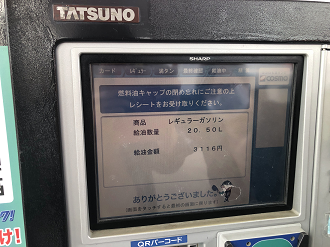 TATSUNO
SHARP
カード
燃料油キャップの閉め忘れにご注意の上
レシートをお受け取りください。
商品 レギュラーガソリン
給油数量 20.50L
給油金額 3116円
ありがとうございました
QRバーコード